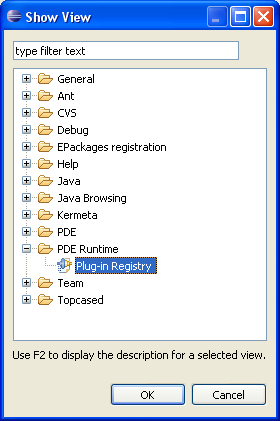 Show View
type filter text
General
Ant
CVS
Debug
EPackages registration
Help
Java
Java Browsing
Kermeta
PDE
PDE Runtime
Plug-in Registry
Team
Topcased
Use F2 to display the description for a selected view.
OK
Cancel